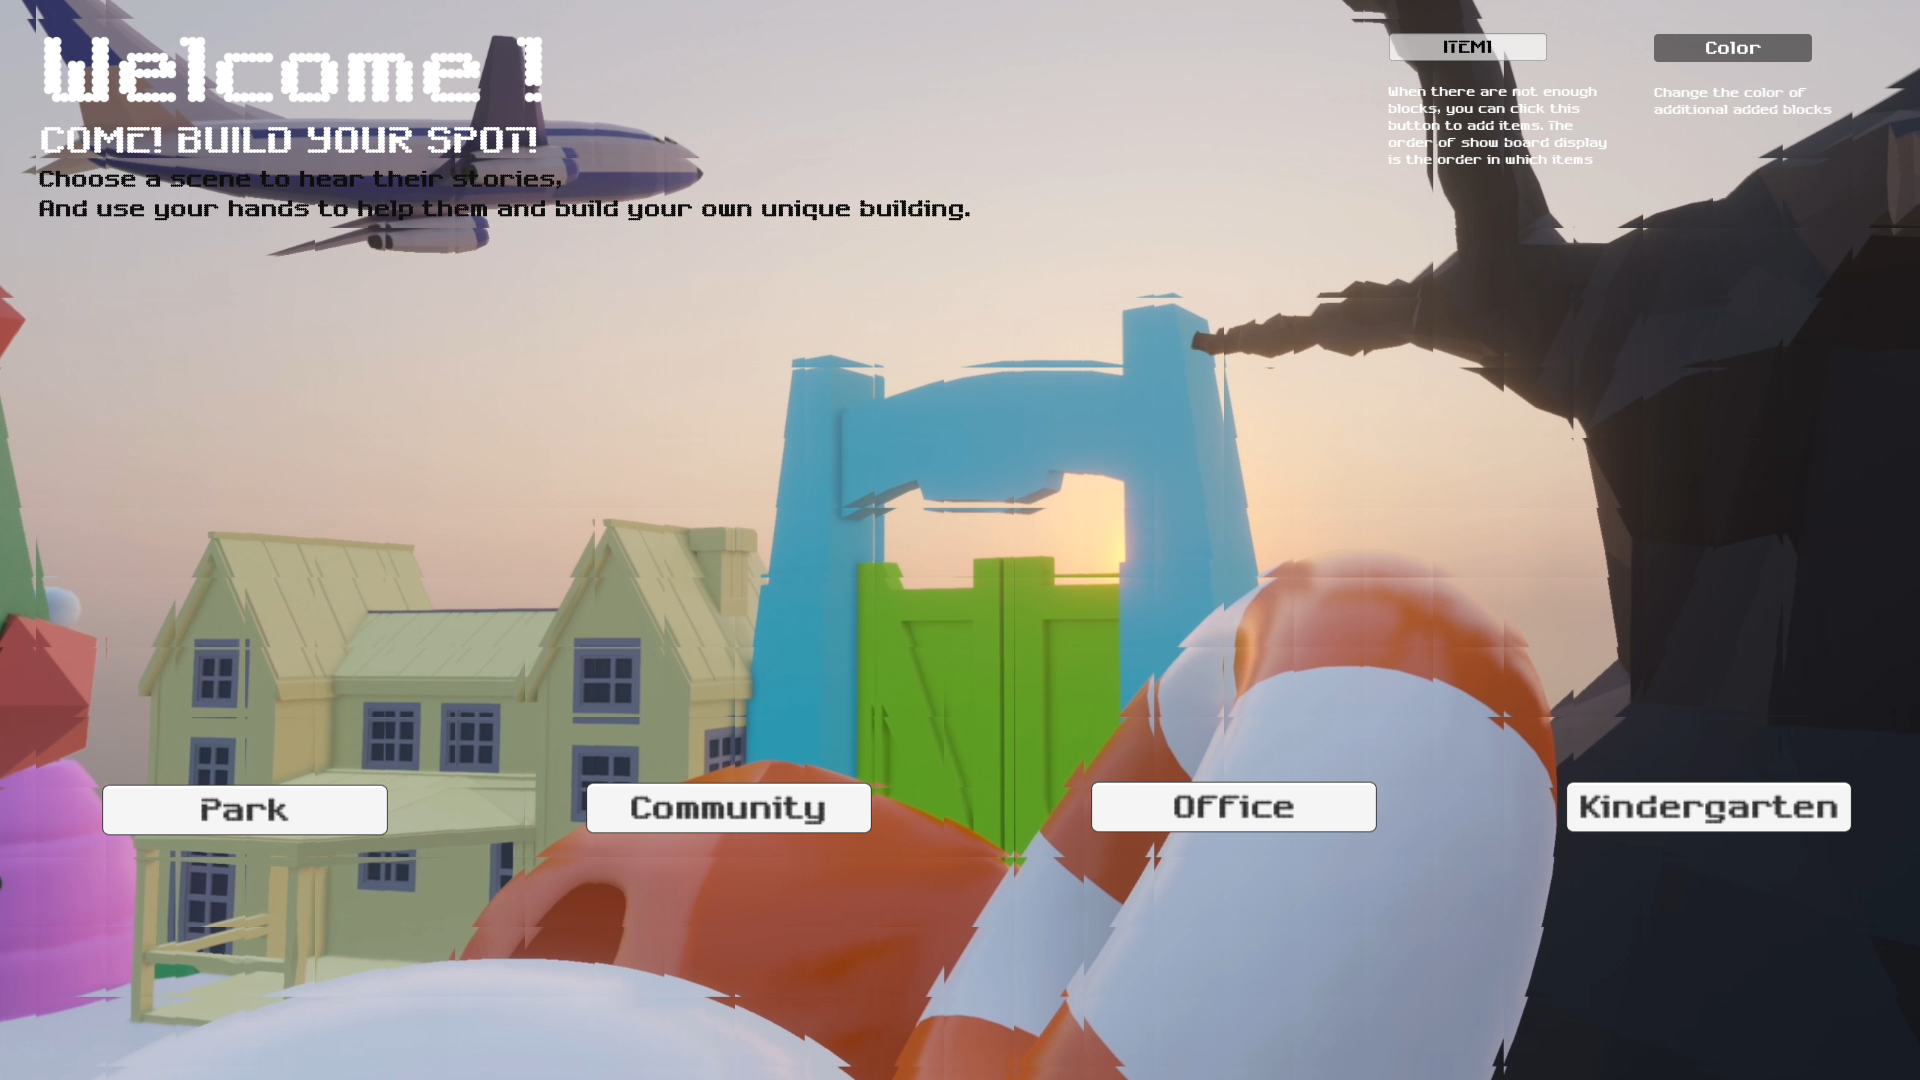 Welcome!
COME! BUILD YOUR SPOT!
Choose a scene to hear their stories,
And use your hands to help them and build your own unique building.
ITEM1
When there are not enough
blocks, you can click this
button to add items. The
order of show board display
is the order in which items
Color
Change the color of
additional added blocks
Park
Community
Office
Kindergarten